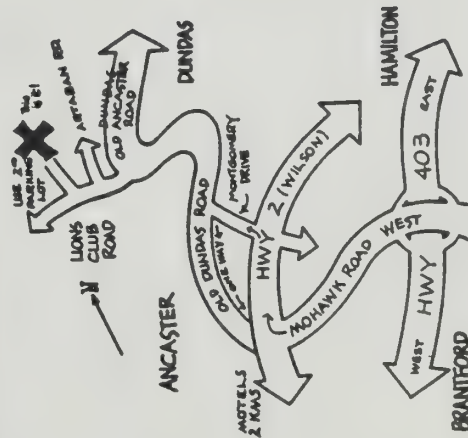 USE 2ND
PARKING
LOT
ARTABAN RD
DUNDAS
OLD ANCASTER
ROAD
DUNDAS
LIONS
CLUB
ROAD
ANCASTER
OLD DUNDAS ROAD
ONE WAY
MONTGOMERY
DRIVE
HWY 2 (WILSON)
MOTELS
2 KMS
MOHAWK ROAD WEST
HAMILTON
WEST HWY 403 EAST
BRANTFORD